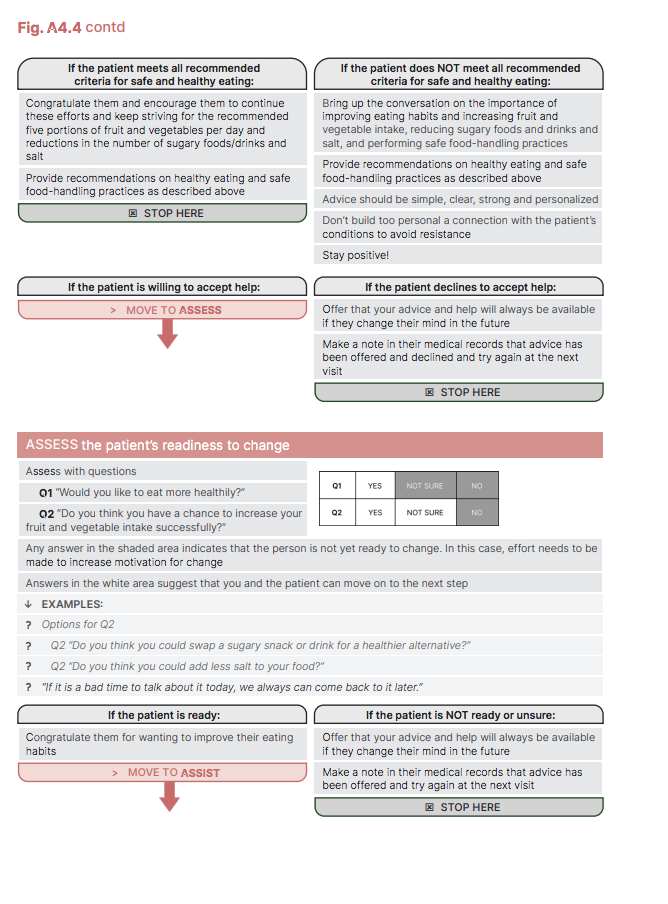 Fig. A4.4 contd
If the patient meets all recommended
criteria for safe and healthy eating:
Congratulate them and encourage them to continue
these efforts and keep striving for the recommended
five portions of fruit and vegetables per day and
reductions in the number of sugary foods/drinks and
salt
Provide recommendations on healthy eating and safe
food-handling practices as described above
☒ STOP HERE
If the patient does NOT meet all recommended
criteria for safe and healthy eating:
Bring up the conversation on the importance of
improving eating habits and increasing fruit and
vegetable intake, reducing sugary foods and drinks and
salt, and performing safe food-handling practices
Provide recommendations on healthy eating and safe
food-handling practices as described above
Advice should be simple, clear, strong and personalized
Don’t build too personal a connection with the patient’s
conditions to avoid resistance
Stay positive!
If the patient is willing to accept help:
> MOVE TO ASSESS
If the patient declines to accept help:
Offer that your advice and help will always be available
if they change their mind in the future
Make a note in their medical records that advice has
been offered and declined and try again at the next
visit
☒ STOP HERE
ASSESS the patient’s readiness to change
Assess with questions
Q1 “Would you like to eat more healthily?”
Q2 “Do you think you have a chance to increase your
fruit and vegetable intake successfully?”
Q1 YES NOT SURE NO
Q2 YES NOT SURE NO
Any answer in the shaded area indicates that the person is not yet ready to change. In this case, effort needs to be
made to increase motivation for change
Answers in the white area suggest that you and the patient can move on to the next step
↓ EXAMPLES:
? Options for Q2
? Q2 “Do you think you could swap a sugary snack or drink for a healthier alternative?”
? Q2 “Do you think you could add less salt to your food?”
? “If it is a bad time to talk about it today, we always can come back to it later.”
If the patient is ready:
Congratulate them for wanting to improve their eating
habits
> MOVE TO ASSIST
If the patient is NOT ready or unsure:
Offer that your advice and help will always be available
if they change their mind in the future
Make a note in their medical records that advice has
been offered and try again at the next visit
☒ STOP HERE